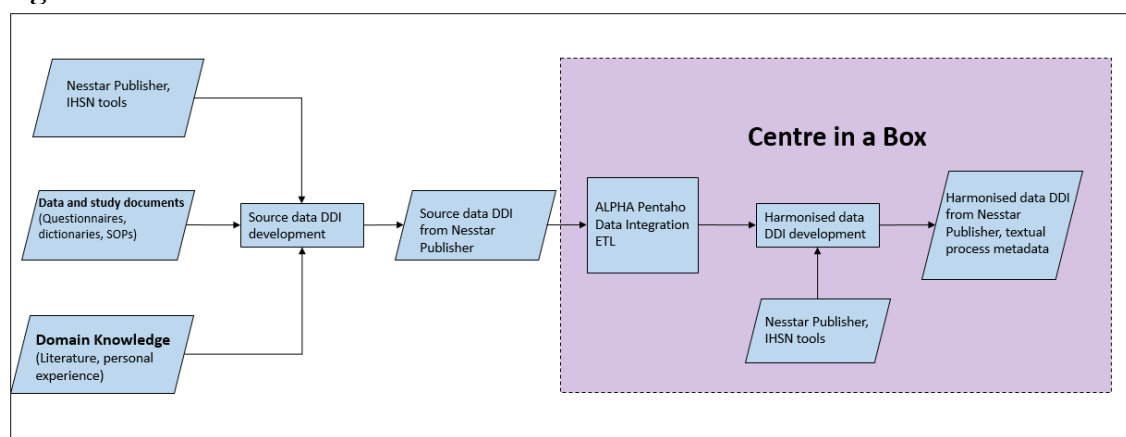 Nesstar Publisher,
IHSN tools
Data and study documents
(Questionnaires,
dictionaries, SOPs)
Domain Knowledge
(Literature, personal
experience)
Source data DDI
development
Source data DDI
from Nesstar
Publisher
Centre in a Box
ALPHA Pentaho
Data Integration
ETL
Harmonised data
DDI development
Nesstar Publisher,
IHSN tools
Harmonised data DDI
from Nesstar
Publisher, textual
process metadata